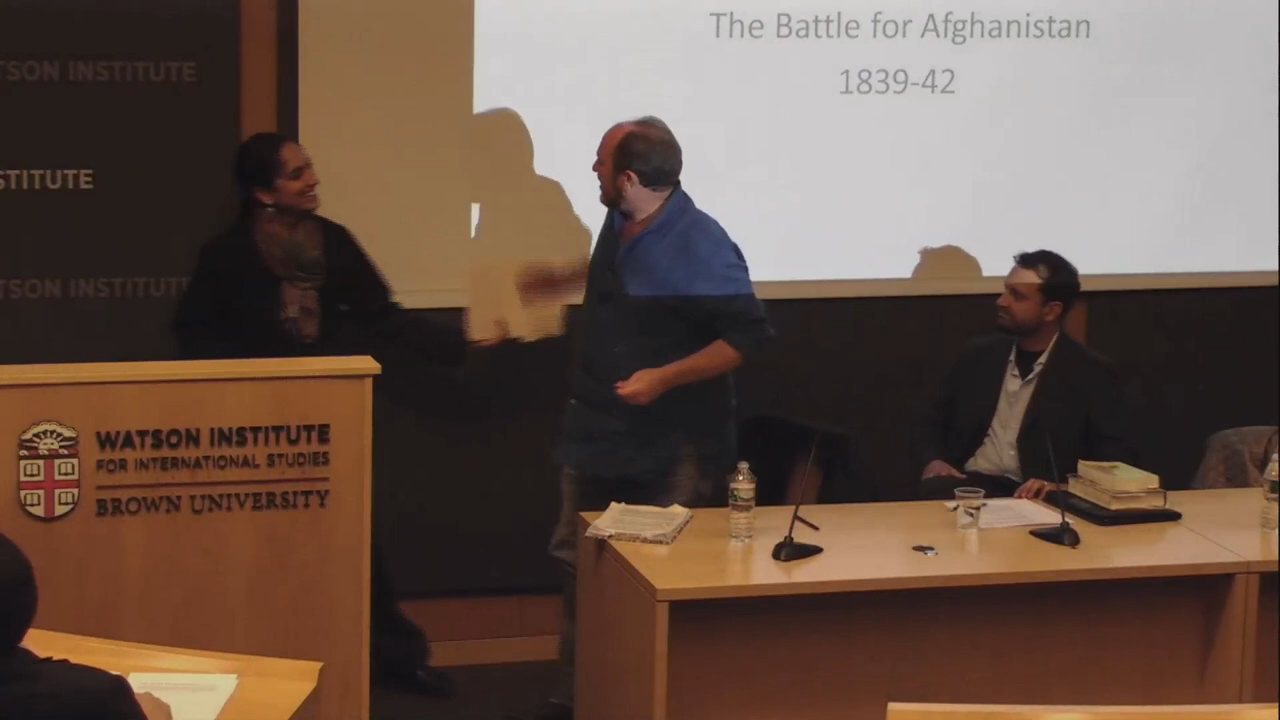 The Battle for Afghanistan
1839-42
TSON INSTITUTE
STITUTE
TSON INSTITUTE
WATSON INSTITUTE
FOR INTERNATIONAL STUDIES
BROWN UNIVERSITY